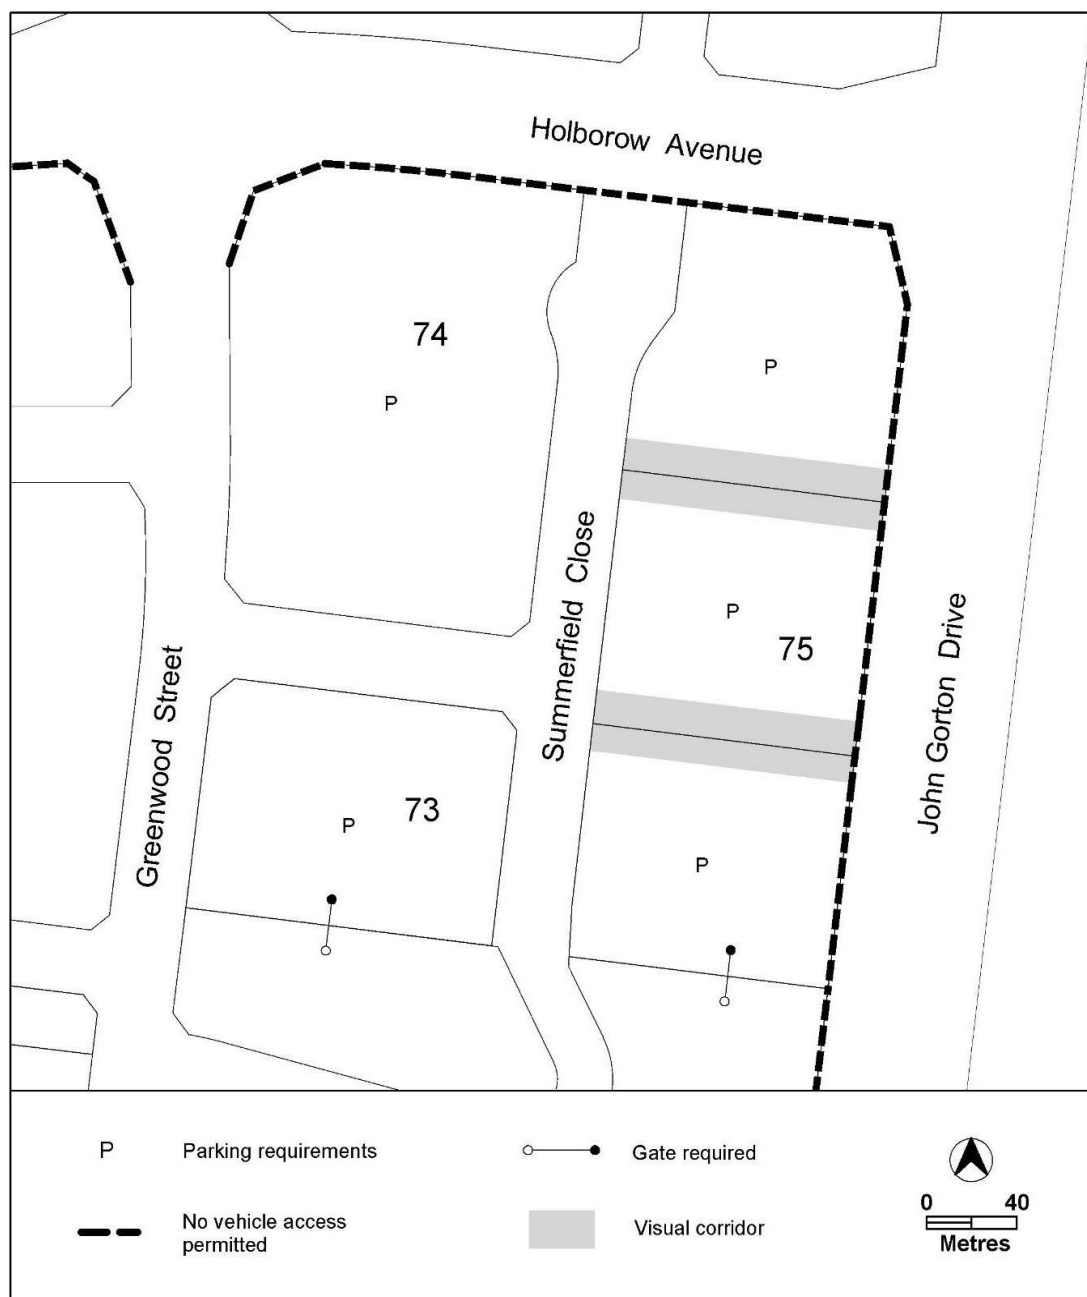 Holborow Avenue
74
P
P
Summerfield Close
P
75
John Gorton Drive
Greenwood Street
73
P
P
P Parking requirements
Gate required
No vehicle access
permitted
Visual corridor
0 40
Metres